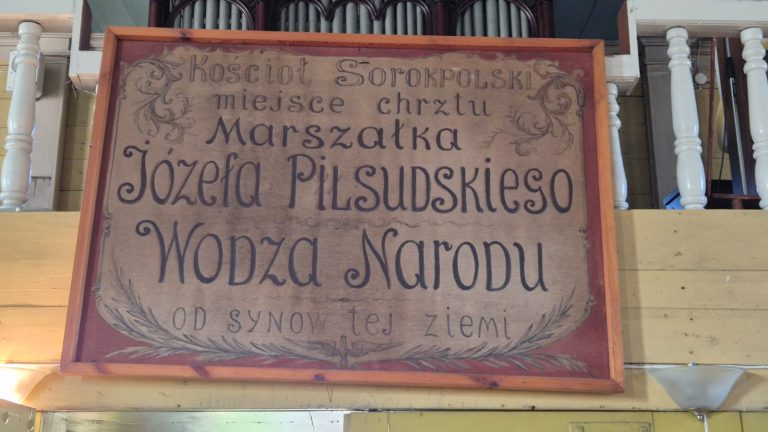 Kościoł Sorokpolski
miejsce chrztu
Marszałka
Józefa Piłsudskiego
Wodza Narodu
od synów tej ziemi